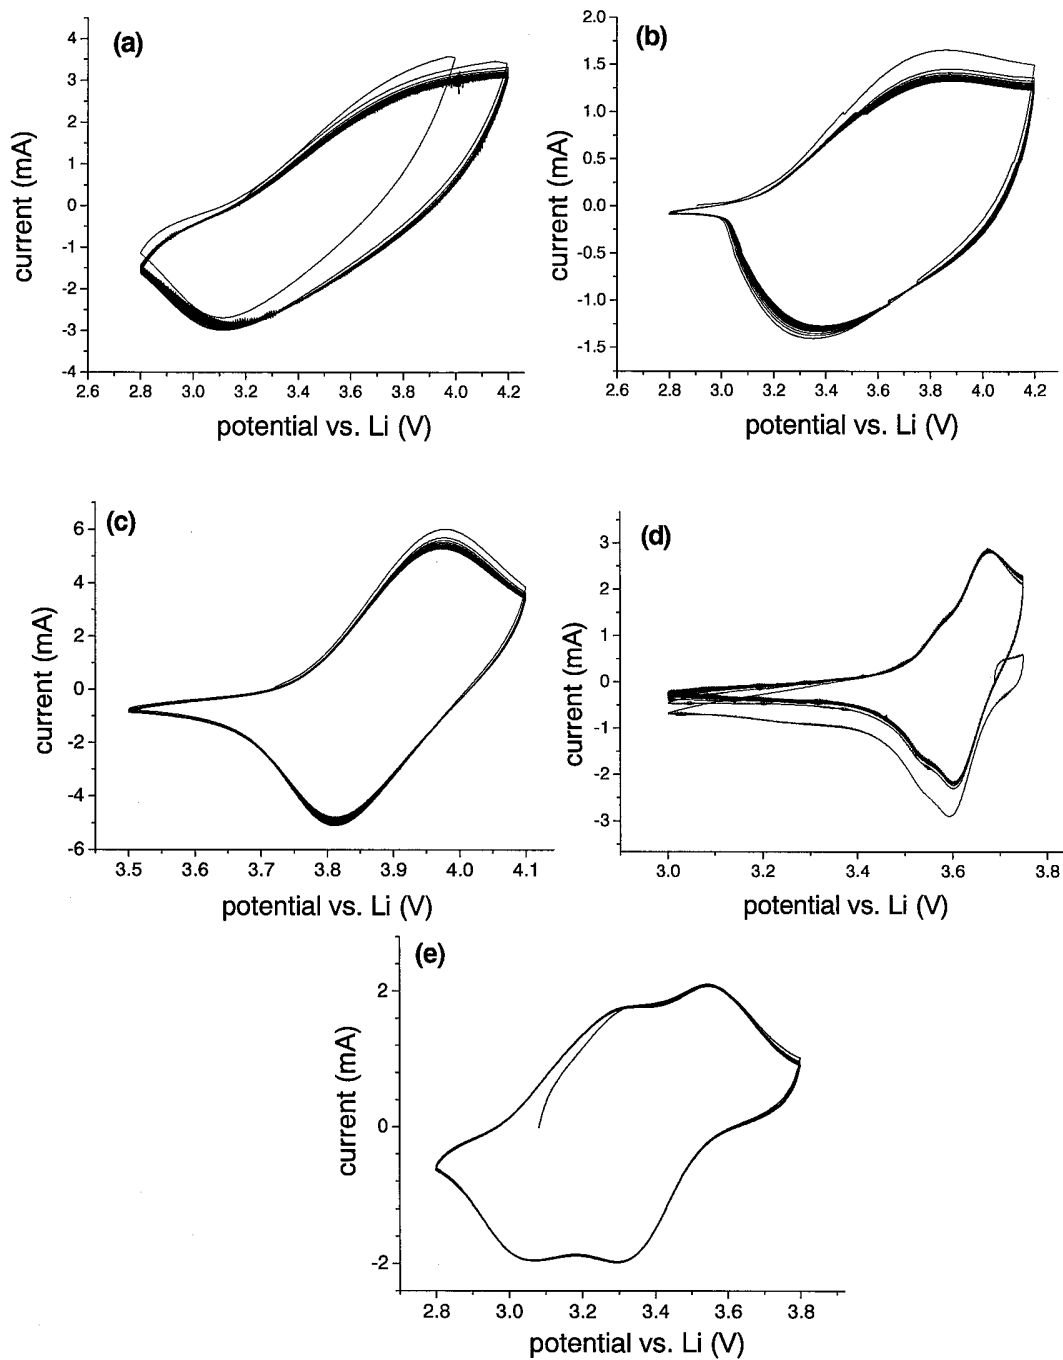 (a)
current (mA)
4
3
2
1
0
-1
-2
-3
-4
2.6 2.8 3.0 3.2 3.4 3.6 3.8 4.0 4.2
potential vs. Li (V)
(b)
current (mA)
2.0
1.5
1.0
0.5
0.0
-0.5
-1.0
-1.5
2.6 2.8 3.0 3.2 3.4 3.6 3.8 4.0 4.2
potential vs. Li (V)
(c)
current (mA)
6
4
2
0
-2
-4
-6
3.5 3.6 3.7 3.8 3.9 4.0 4.1
potential vs. Li (V)
(d)
current (mA)
3
2
1
0
-1
-2
-3
3.0 3.2 3.4 3.6 3.8
potential vs. Li (V)
(e)
current (mA)
2
0
-2
2.8 3.0 3.2 3.4 3.6 3.8
potential vs. Li (V)